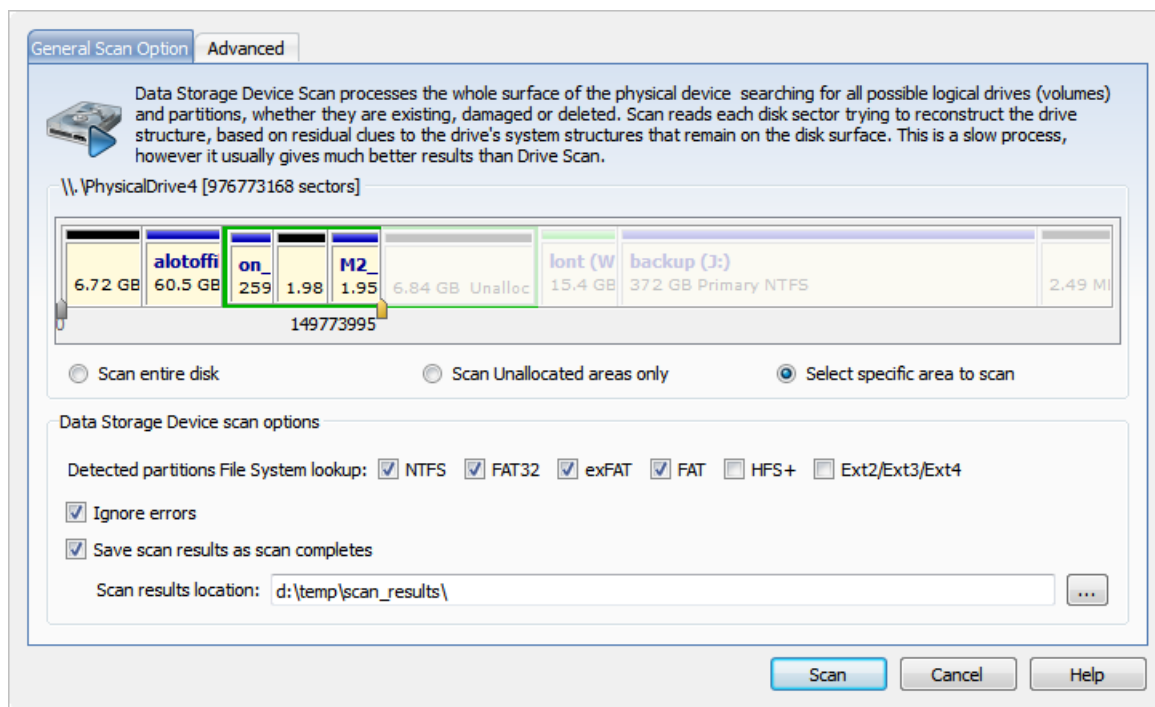 General Scan Option Advanced
Data Storage Device Scan processes the whole surface of the physical device searching for all possible logical drives (volumes)
and partitions, whether they are existing, damaged or deleted. Scan reads each disk sector trying to reconstruct the drive
structure, based on residual clues to the drive's system structures that remain on the disk surface. This is a slow process,
however it usually gives much better results than Drive Scan.
\\.\PhysicalDrive4 [976773168 sectors]
alotoffi on_ M2_ lont (W backup (J:)
6.72 GB 60.5 GB 259 1.98 1.95 6.84 GB Unalloc 15.4 GB 372 GB Primary NTFS 2.49 MI
0 149773995
Scan entire disk Scan Unallocated areas only Select specific area to scan
Data Storage Device scan options
Detected partitions File System lookup: NTFS FAT32 exFAT FAT HFS+ Ext2/Ext3/Ext4
Ignore errors
Save scan results as scan completes
Scan results location: d:\temp\scan_results\ ...
Scan Cancel Help